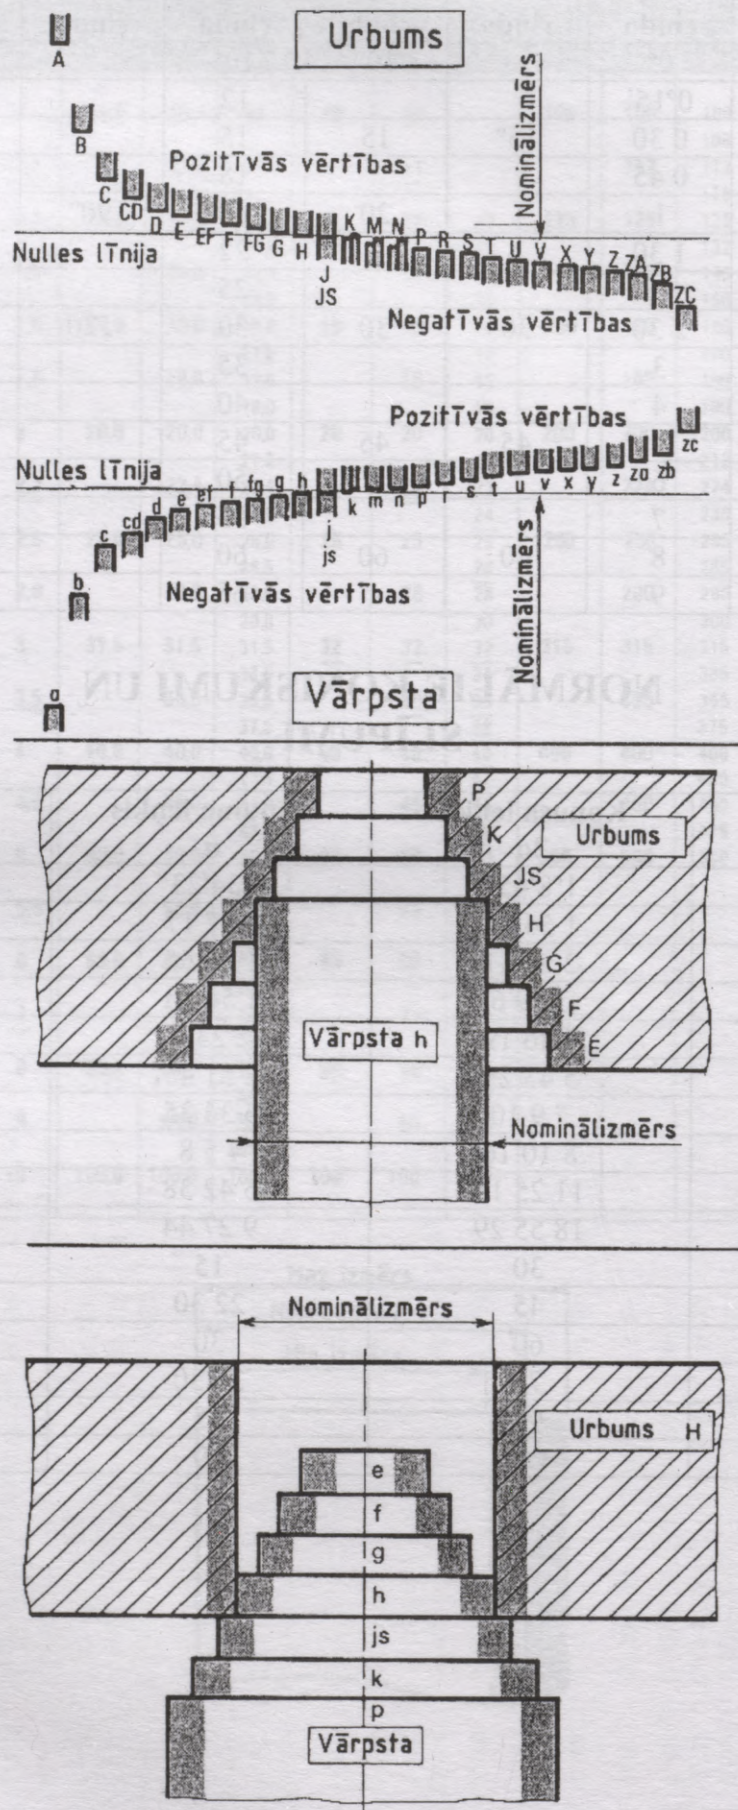 Urbums
A
B
Pozitīvās vērtības
Nominālizmērs
C CD D E EF F FG G H
K M N P R S T U V X Y Z ZA ZB ZC
Nulles līnija
J
JS
Negatīvās vērtības
Pozitīvās vērtības
zc
Nulles līnija
c cd d e ef f fg g h
k m n p r s t u v x y z za zb
j
js
b
Negatīvās vērtības
Nominālizmērs
a
Vārpsta
P
K
Urbums
JS
H
G
F
Vārpsta h
E
Nominālizmērs
Nominālizmērs
Urbums H
e
f
g
h
js
k
p
Vārpsta